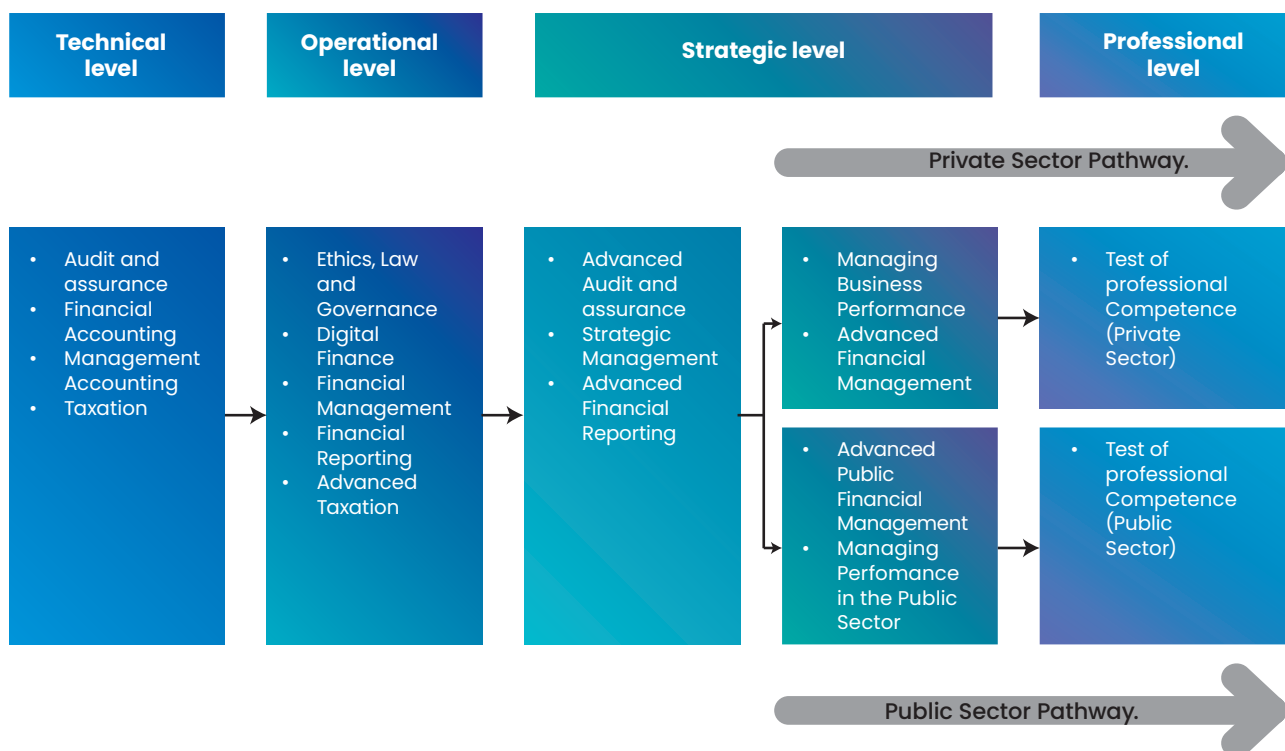 Technical
level
Operational
level
Strategic level
Professional
level
Private Sector Pathway.
• Audit and
assurance
• Financial
Accounting
• Management
Accounting
• Taxation
• Ethics, Law
and
Governance
• Digital
Finance
• Financial
Management
• Financial
Reporting
• Advanced
Taxation
• Advanced
Audit and
assurance
• Strategic
Management
• Advanced
Financial
Reporting
• Managing
Business
Performance
• Advanced
Financial
Management
• Test of
professional
Competence
(Private
Sector)
• Advanced
Public
Financial
Management
• Managing
Perfomance
in the Public
Sector
• Test of
professional
Competence
(Public
Sector)
Public Sector Pathway.